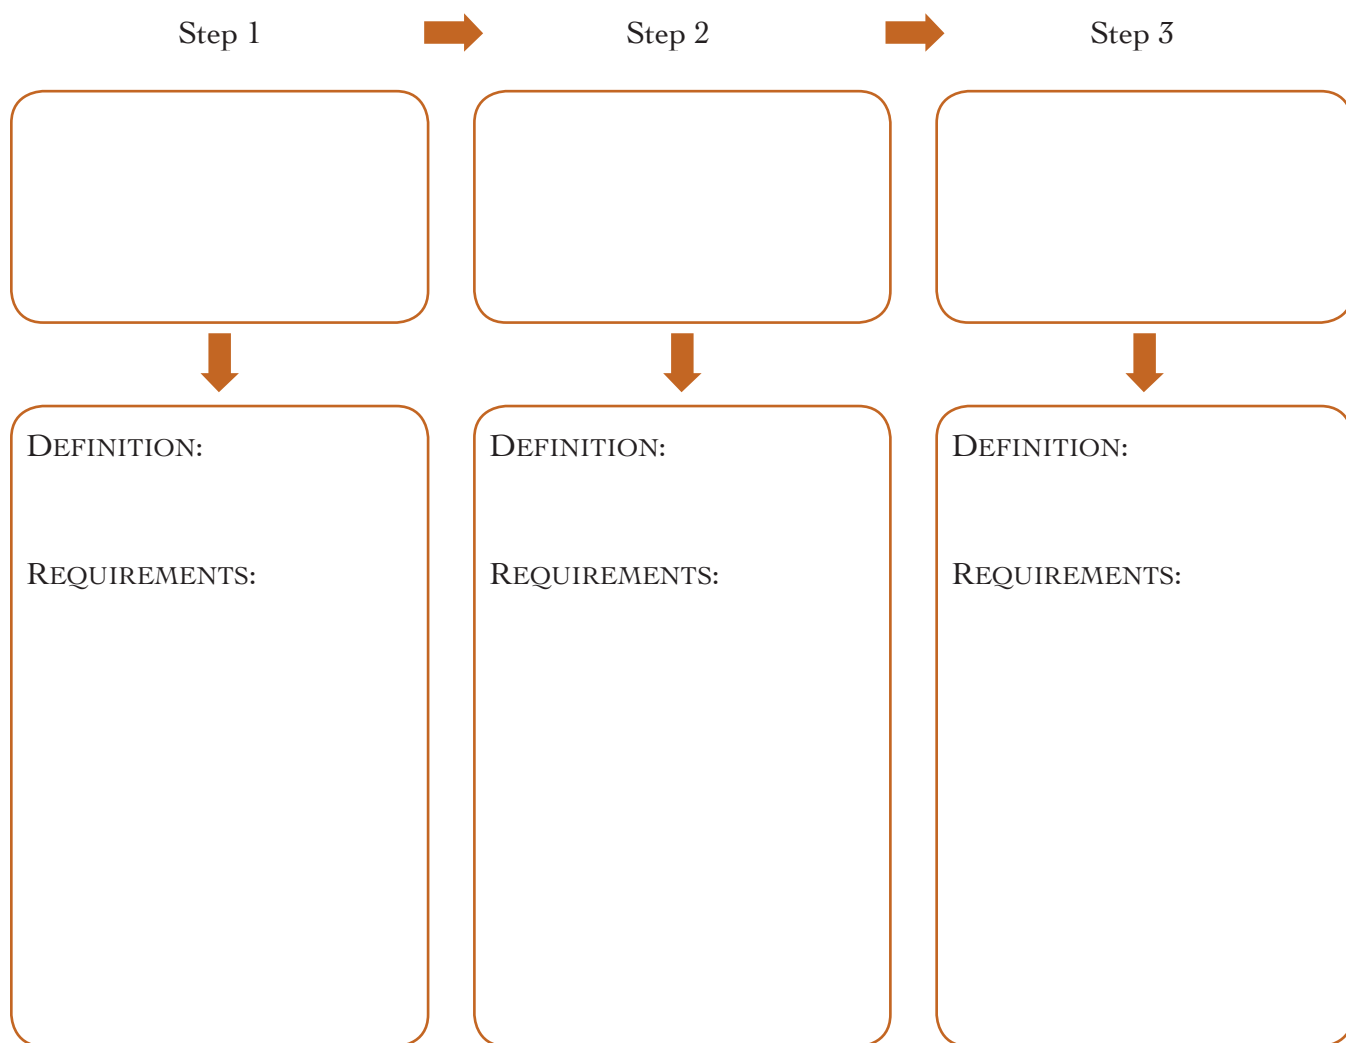 Step 1
Step 2
Step 3
DEFINITION:
REQUIREMENTS:
DEFINITION:
REQUIREMENTS:
DEFINITION:
REQUIREMENTS: